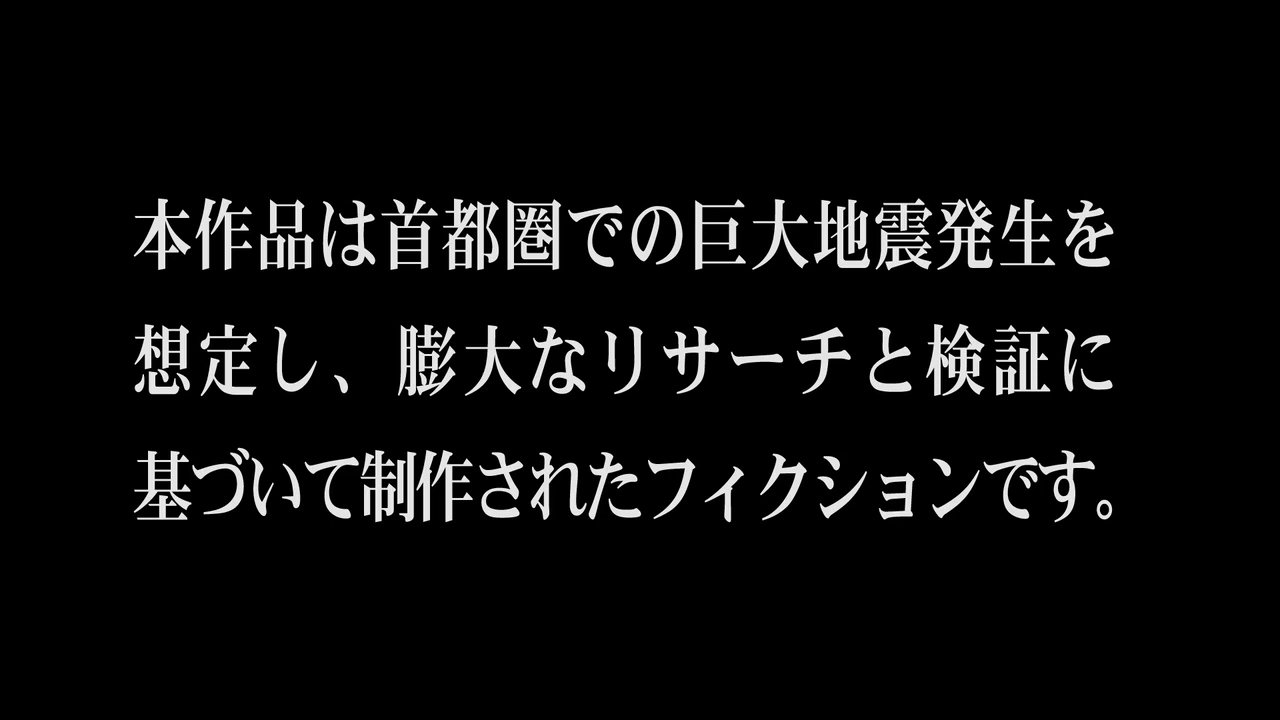 本作品は首都圏での巨大地震発生を
想定し、膨大なリサーチと検証に
基づいて制作されたフィクションです。